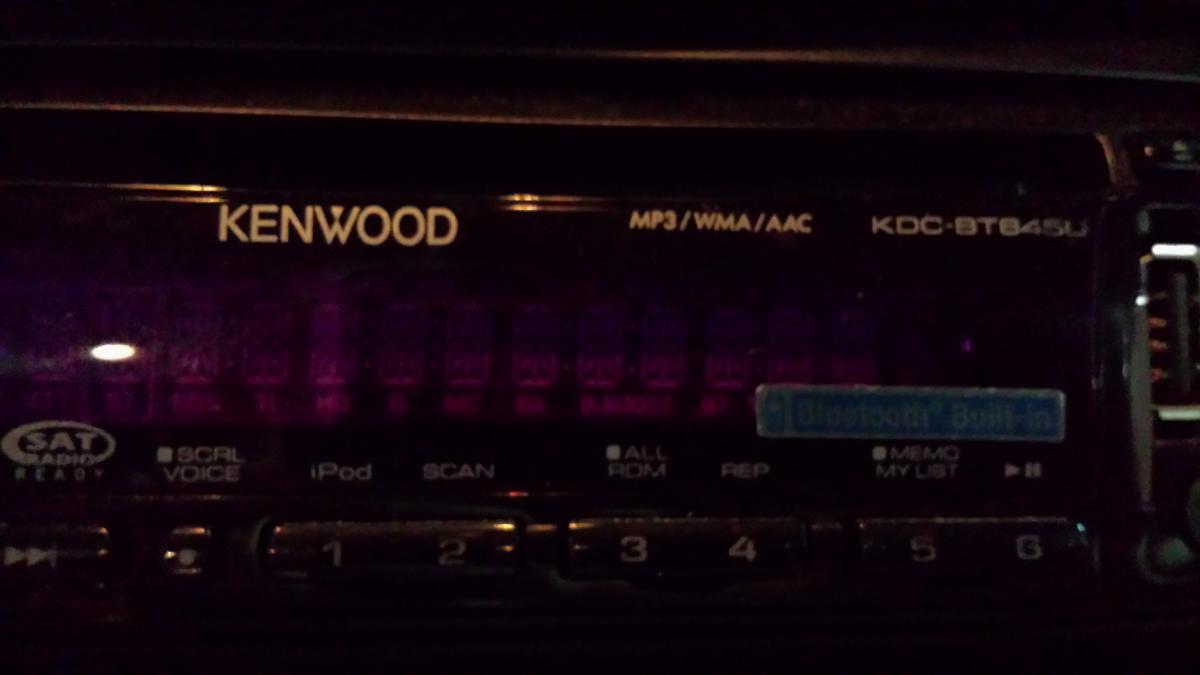 KENWOOD MP3/WMA/AAC KDC-BT845U
Bluetooth® Built-in
SAT
RADIO
READY
SCRL
VOICE
iPod
SCAN
ALL
RDM
REP
MEMO
MY LIST
1 2 3 4 5 6